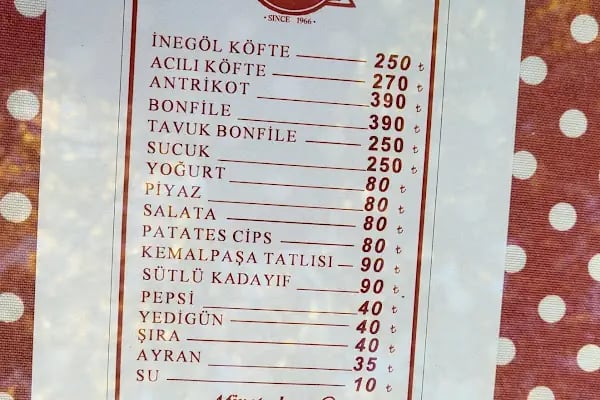 · SINCE 1966 ·
İNEGÖL KÖFTE 250 ₺
ACILI KÖFTE 270 ₺
ANTRİKOT 390 ₺
BONFİLE 390 ₺
TAVUK BONFİLE 250 ₺
SUCUK 250 ₺
YOĞURT 80 ₺
PİYAZ 80 ₺
SALATA 80 ₺
PATATES CİPS 80 ₺
KEMALPAŞA TATLISI 90 ₺
SÜTLÜ KADAYIF 90 ₺
PEPSİ 40 ₺
YEDİGÜN 40 ₺
ŞIRA 40 ₺
AYRAN 35 ₺
SU 10 ₺